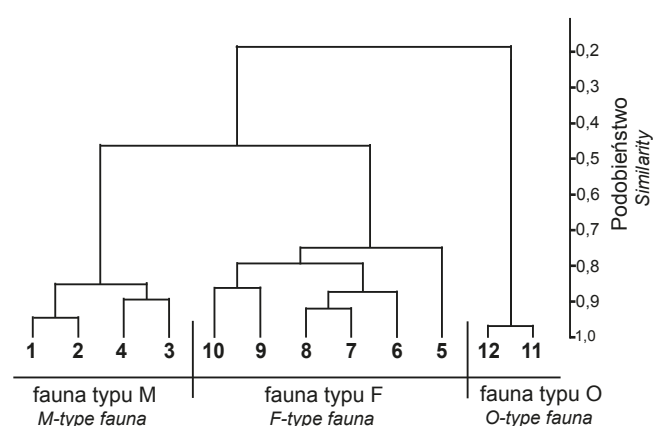 0,2
0,3
0,4
0,5
0,6
0,7
0,8
0,9
1,0
Podobieństwo
Similarity
1 2 4 3 10 9 8 7 6 5 12 11
fauna typu M fauna typu F fauna typu O
M-type fauna F-type fauna O-type fauna